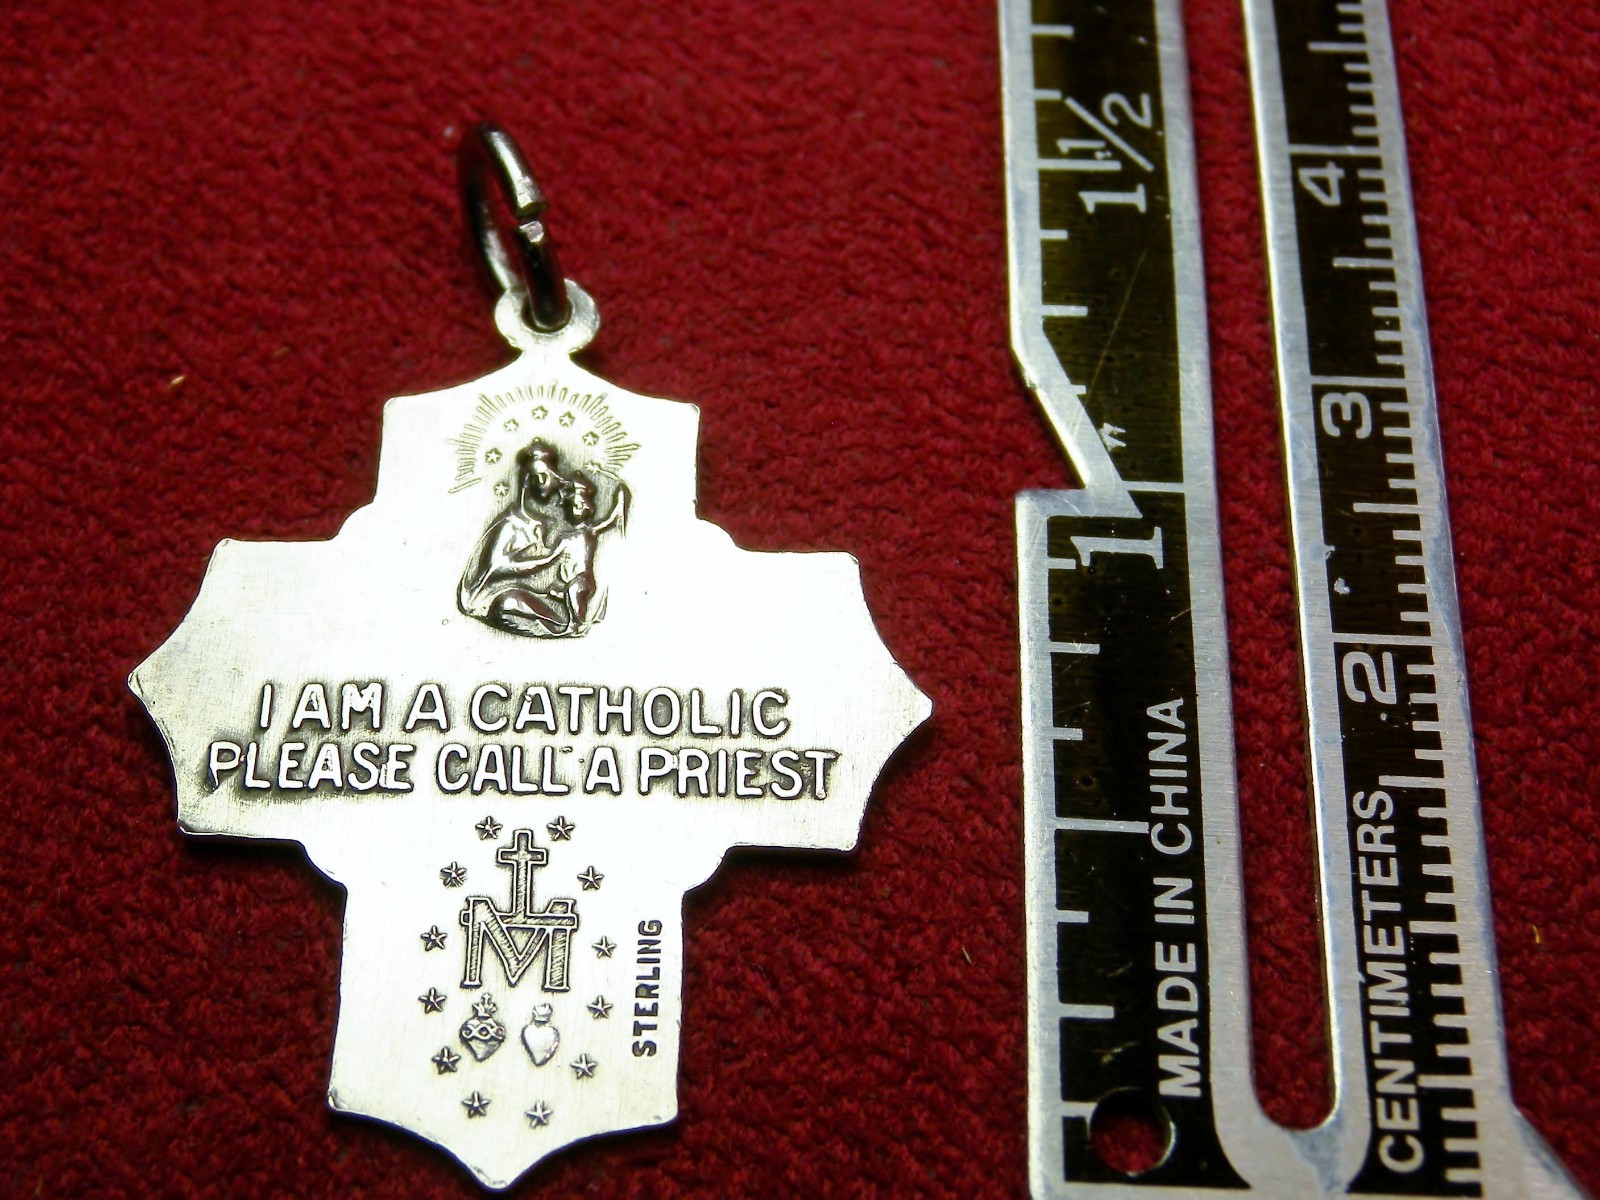 I AM A CATHOLIC
PLEASE CALL A PRIEST
M
STERLING
1 1/2
1
MADE IN CHINA
4
3
2
CENTIMETERS